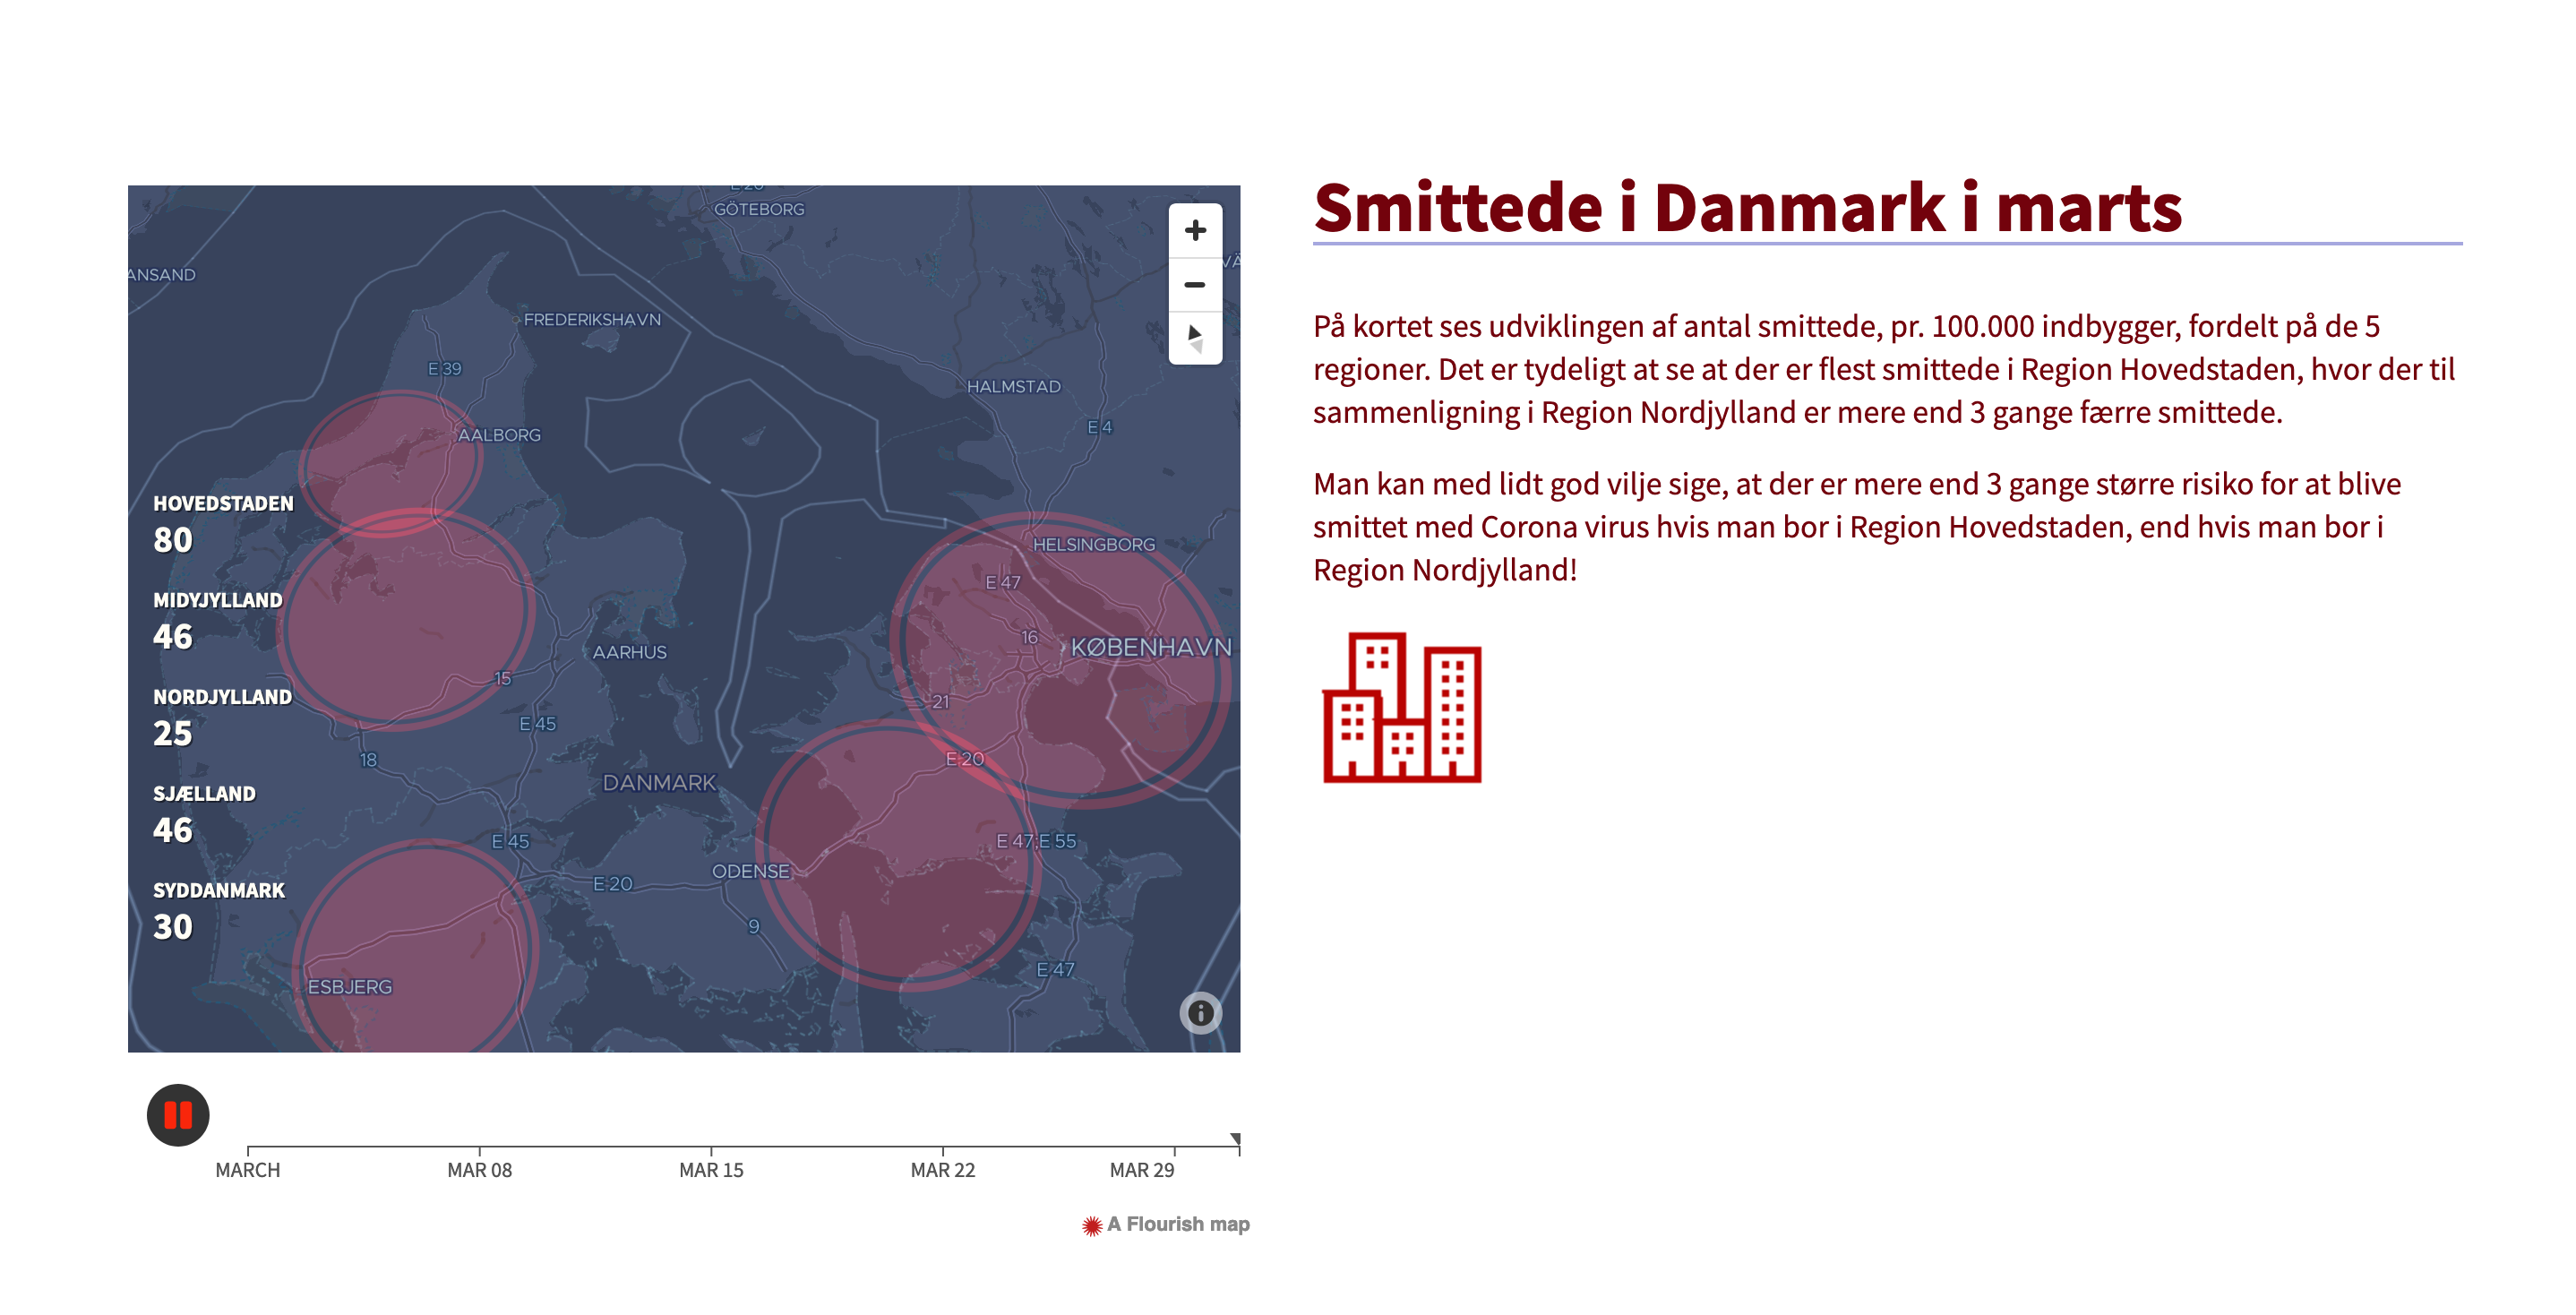 Smittede i Danmark i marts
På kortet ses udviklingen af antal smittede, pr. 100.000 indbygger, fordelt på de 5
regioner. Det er tydeligt at se at der er flest smittede i Region Hovedstaden, hvor der til
sammenligning i Region Nordjylland er mere end 3 gange færre smittede.
Man kan med lidt god vilje sige, at der er mere end 3 gange større risiko for at blive
smittet med Corona virus hvis man bor i Region Hovedstaden, end hvis man bor i
Region Nordjylland!
GÖTEBORG
ANSAND
VÄ
FREDERIKSHAVN
E 39
HALMSTAD
E 4
AALBORG
HOVEDSTADEN
80
HELSINGBORG
E 47
MIDYJYLLAND
46
16
KØBENHAVN
AARHUS
15
NORDJYLLAND
25
21
E 45
18
E 20
DANMARK
SJÆLLAND
46
E 45
E 47;E 55
ODENSE
E 20
SYDDANMARK
30
9
E 47
ESBJERG
MARCH
MAR 08
MAR 15
MAR 22
MAR 29
A Flourish map